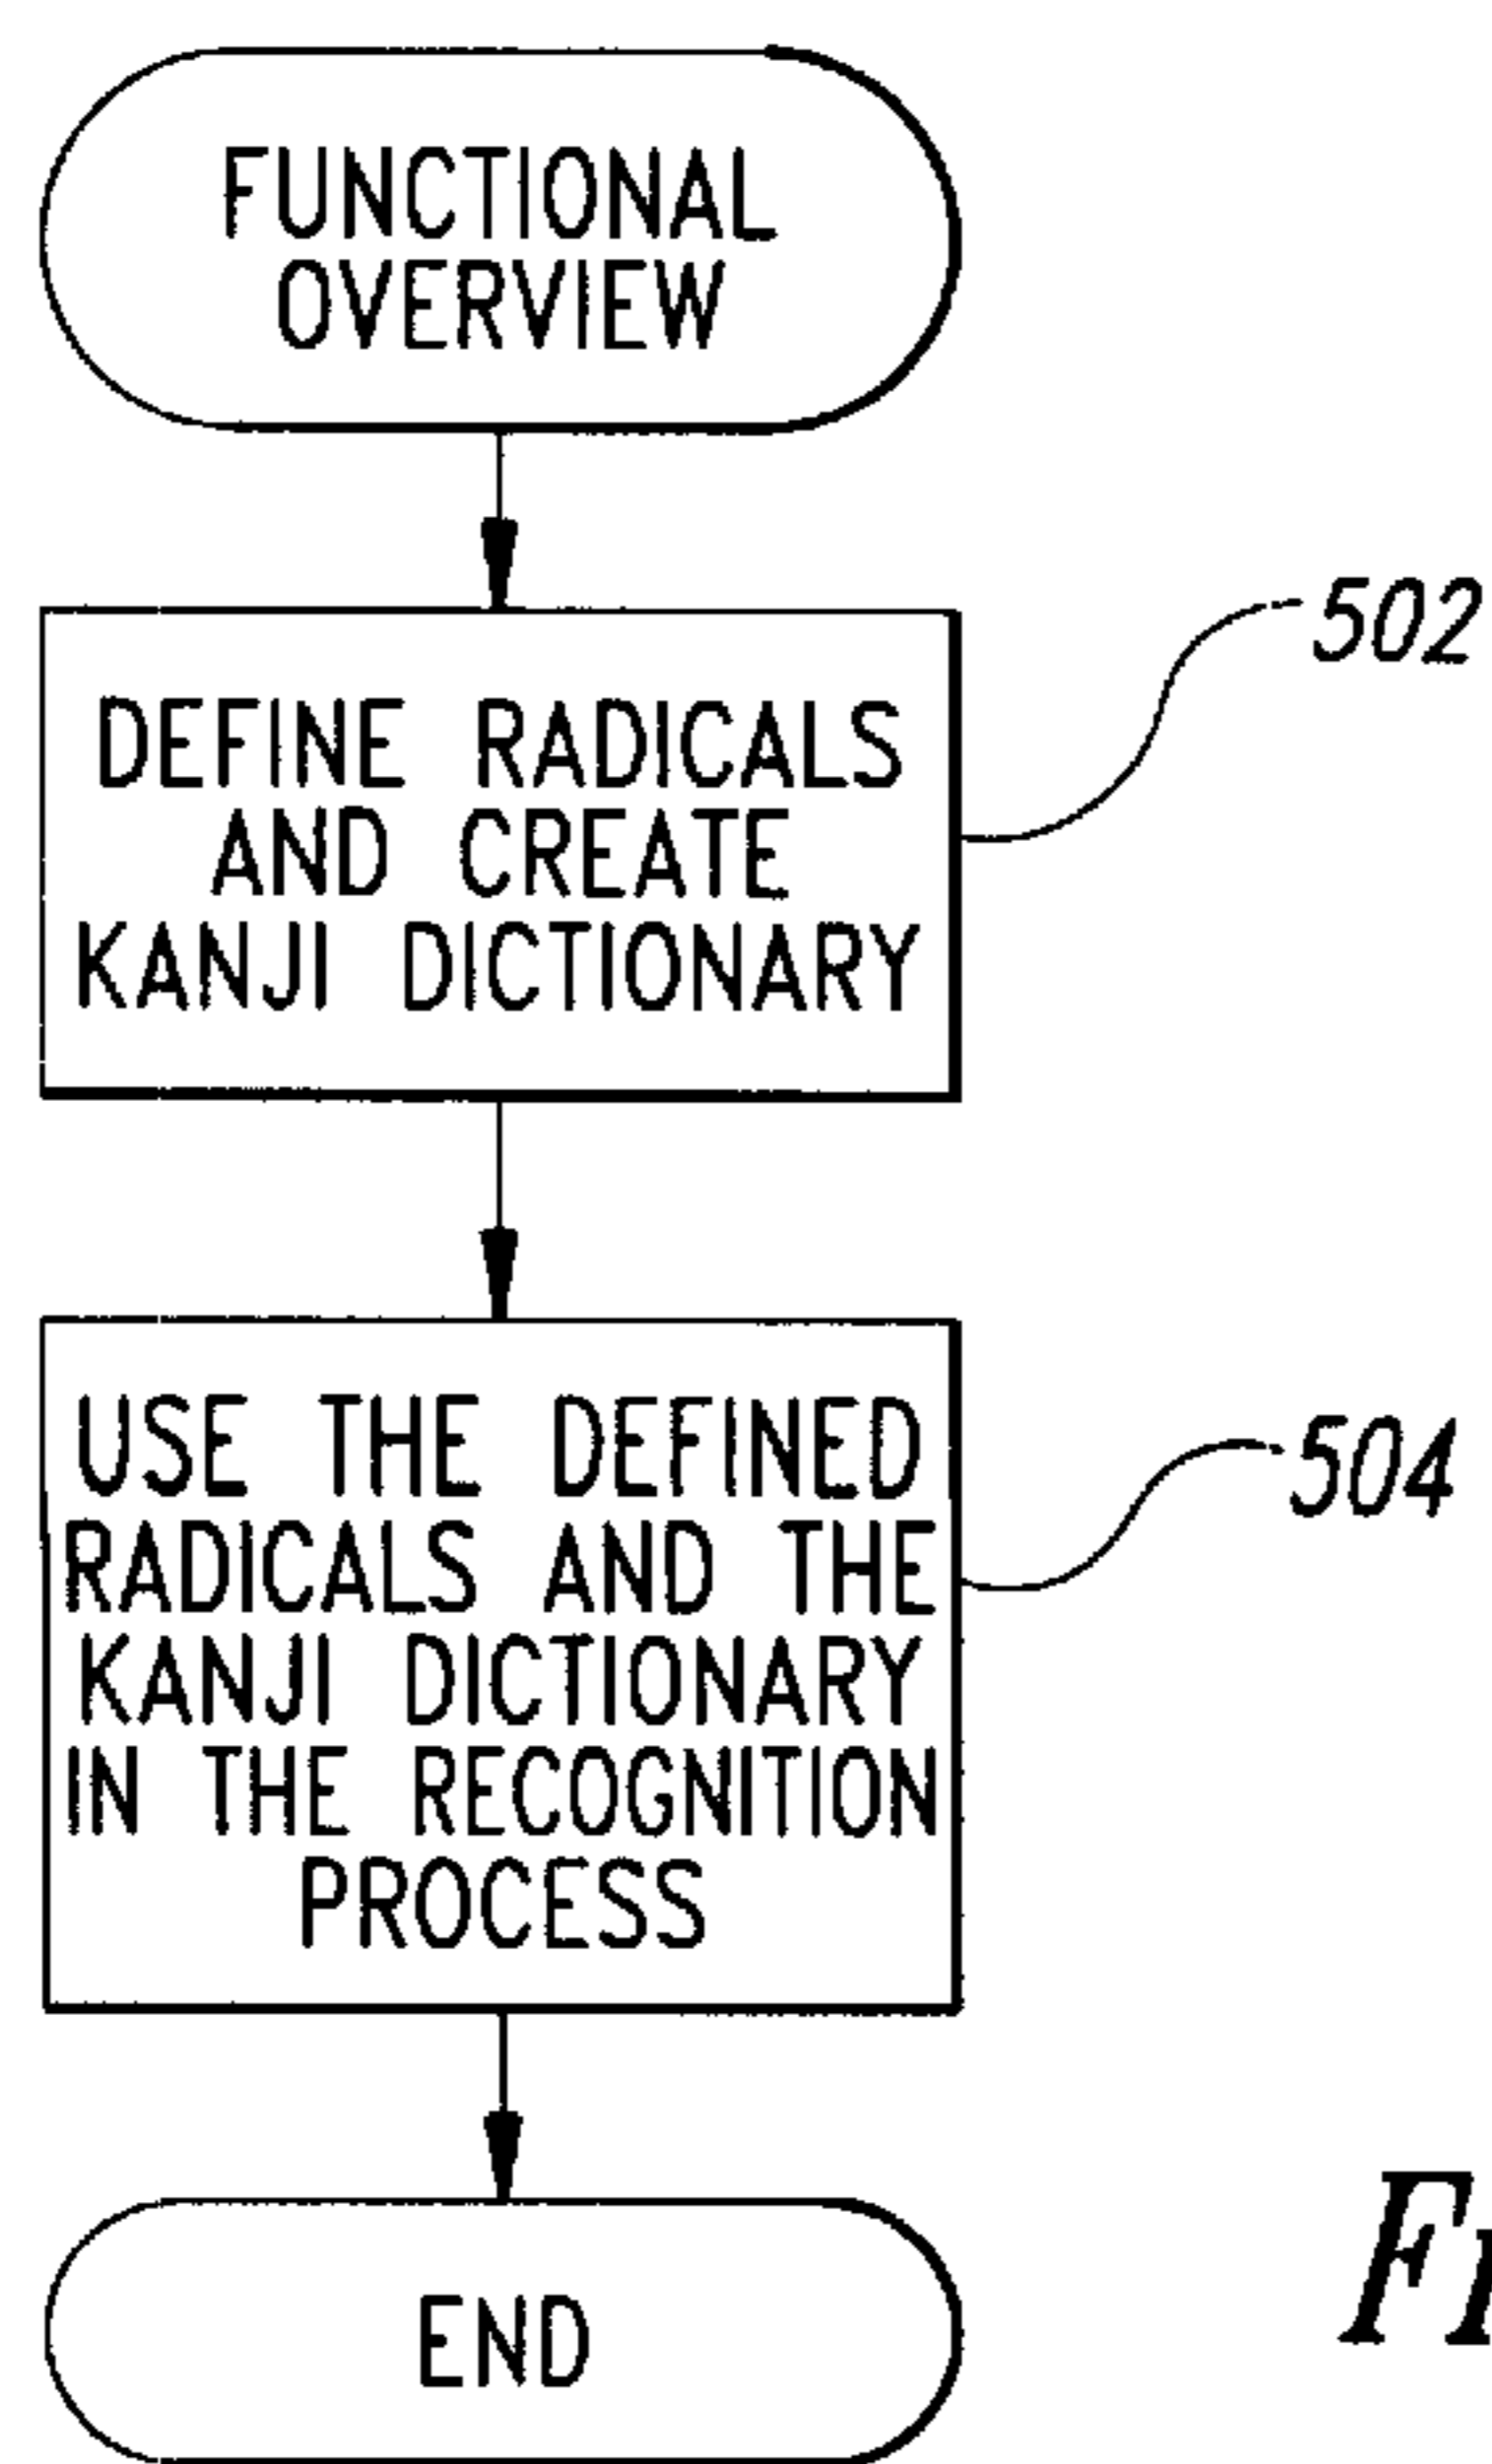 FUNCTIONAL
OVERVIEW
502
DEFINE RADICALS
AND CREATE
KANJI DICTIONARY
504
USE THE DEFINED
RADICALS AND THE
KANJI DICTIONARY
IN THE RECOGNITION
PROCESS
END